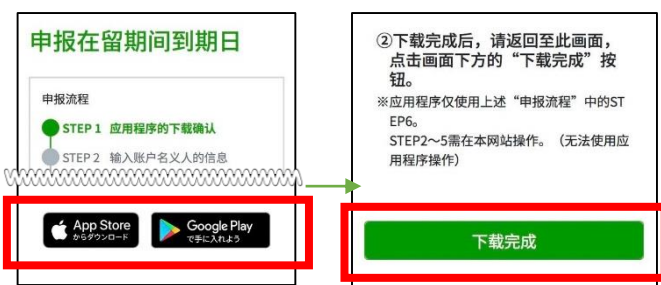 申报在留期间到期日
申报流程
STEP 1 应用程序的下载确认
STEP 2 输入账户名义人的信息
App Store
からダウンロード
Google Play
で手に入れよう
②下载完成后，请返回至此画面，
点击画面下方的“下载完成”按
钮。
※应用程序仅使用上述“申报流程”中的ST
EP6。
STEP2～5需在本网站操作。（无法使用应
用程序操作）
下载完成